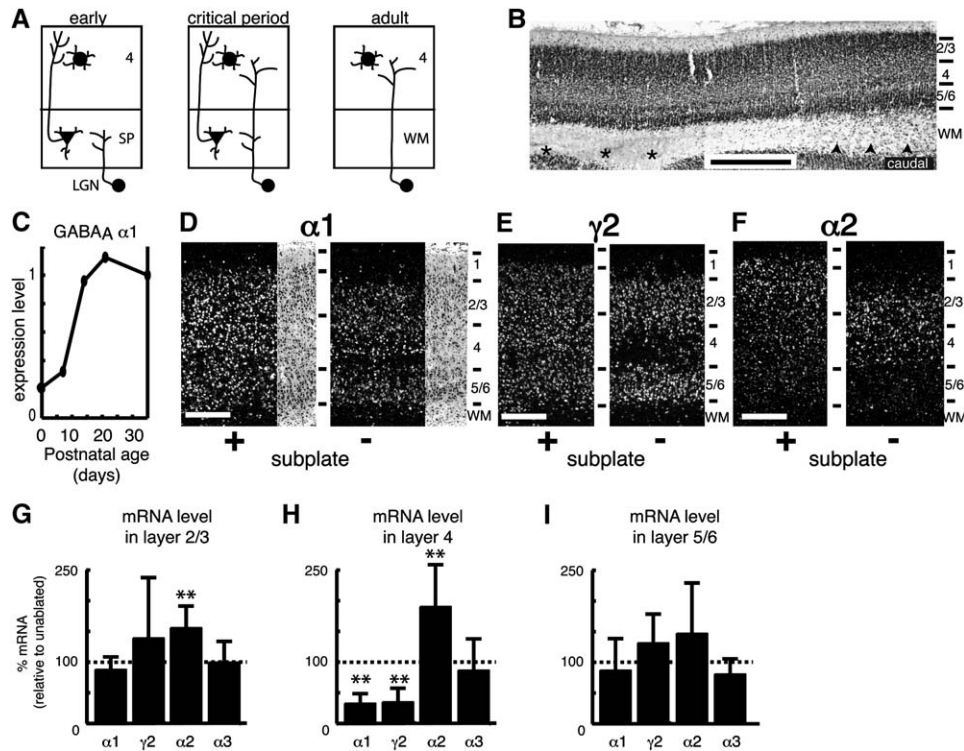 A
early
critical period
adult
4
SP
WM
LGN
B
2/3
4
5/6
WM
* * *
caudal
C
GABAA α1
expression level
1
0
0 10 20 30
Postnatal age
(days)
D
α1
1
2/3
4
5/6
WM
+ -
subplate
E
γ2
1
2/3
4
5/6
WM
+ -
subplate
F
α2
1
2/3
4
5/6
WM
+ -
subplate
G
mRNA level
in layer 2/3
% mRNA
(relative to unablated)
250
100
0
**
α1 γ2 α2 α3
H
mRNA level
in layer 4
250
100
0
** ** **
α1 γ2 α2 α3
I
mRNA level
in layer 5/6
250
100
0
α1 γ2 α2 α3